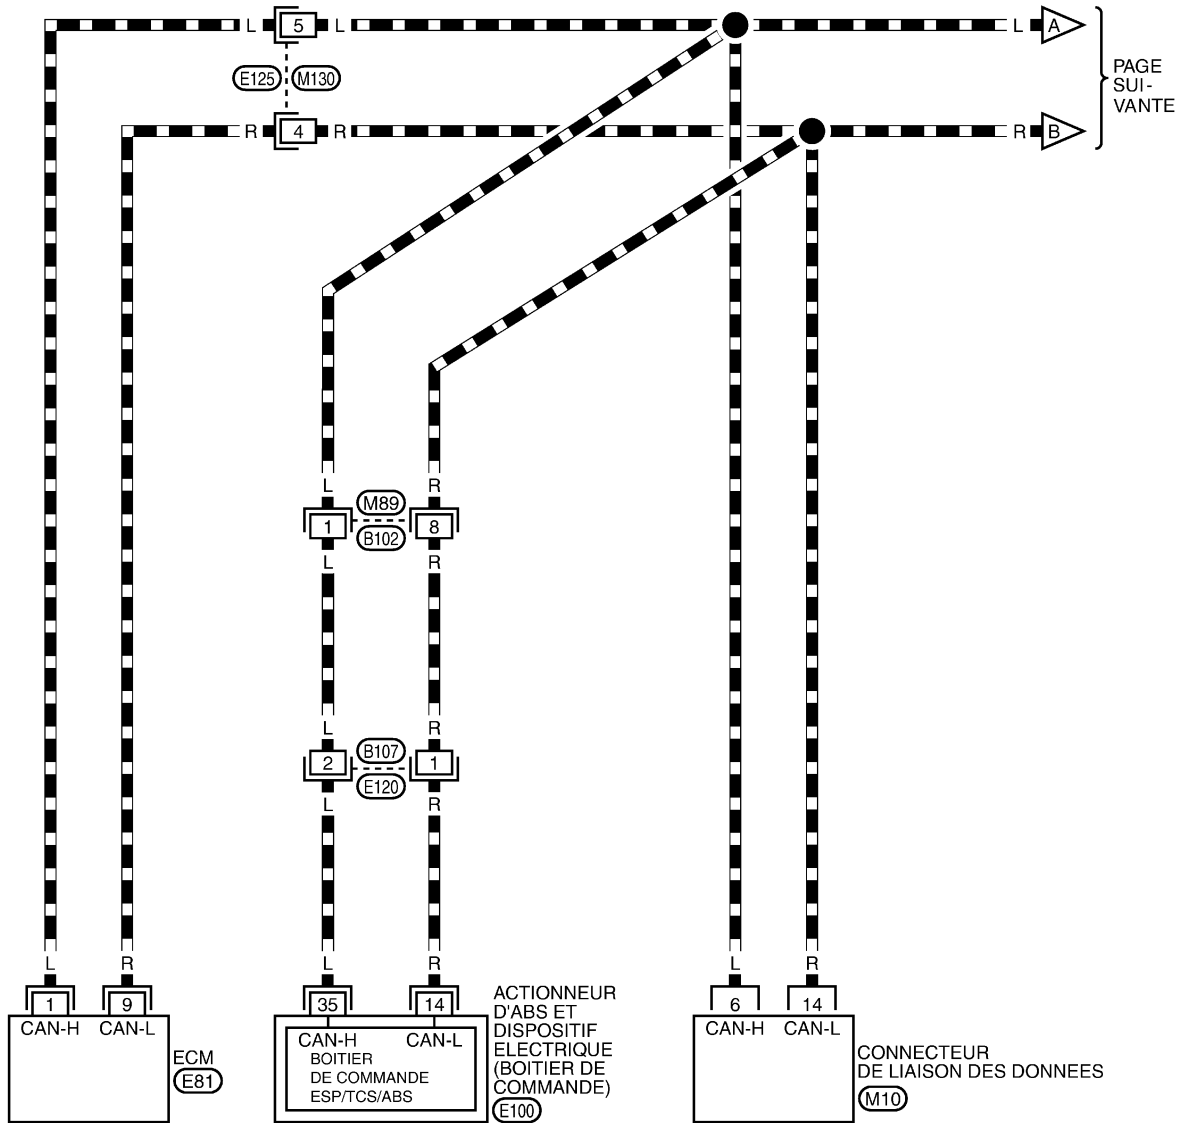 L 5 L L A
E125 M130
PAGE
SUI-
VANTE
R 4 R R B
L R
M89
1 8
B102
L R
L R
B107
2 1
E120
L R
L R L R L R
1 9 35 14 6 14
CAN-H CAN-L
ECM
E81
CAN-H CAN-L
BOITIER
DE COMMANDE
ESP/TCS/ABS
ACTIONNEUR
D'ABS ET
DISPOSITIF
ELECTRIQUE
(BOITIER DE
COMMANDE)
E100
CAN-H CAN-L
CONNECTEUR
DE LIAISON DES DONNEES
M10